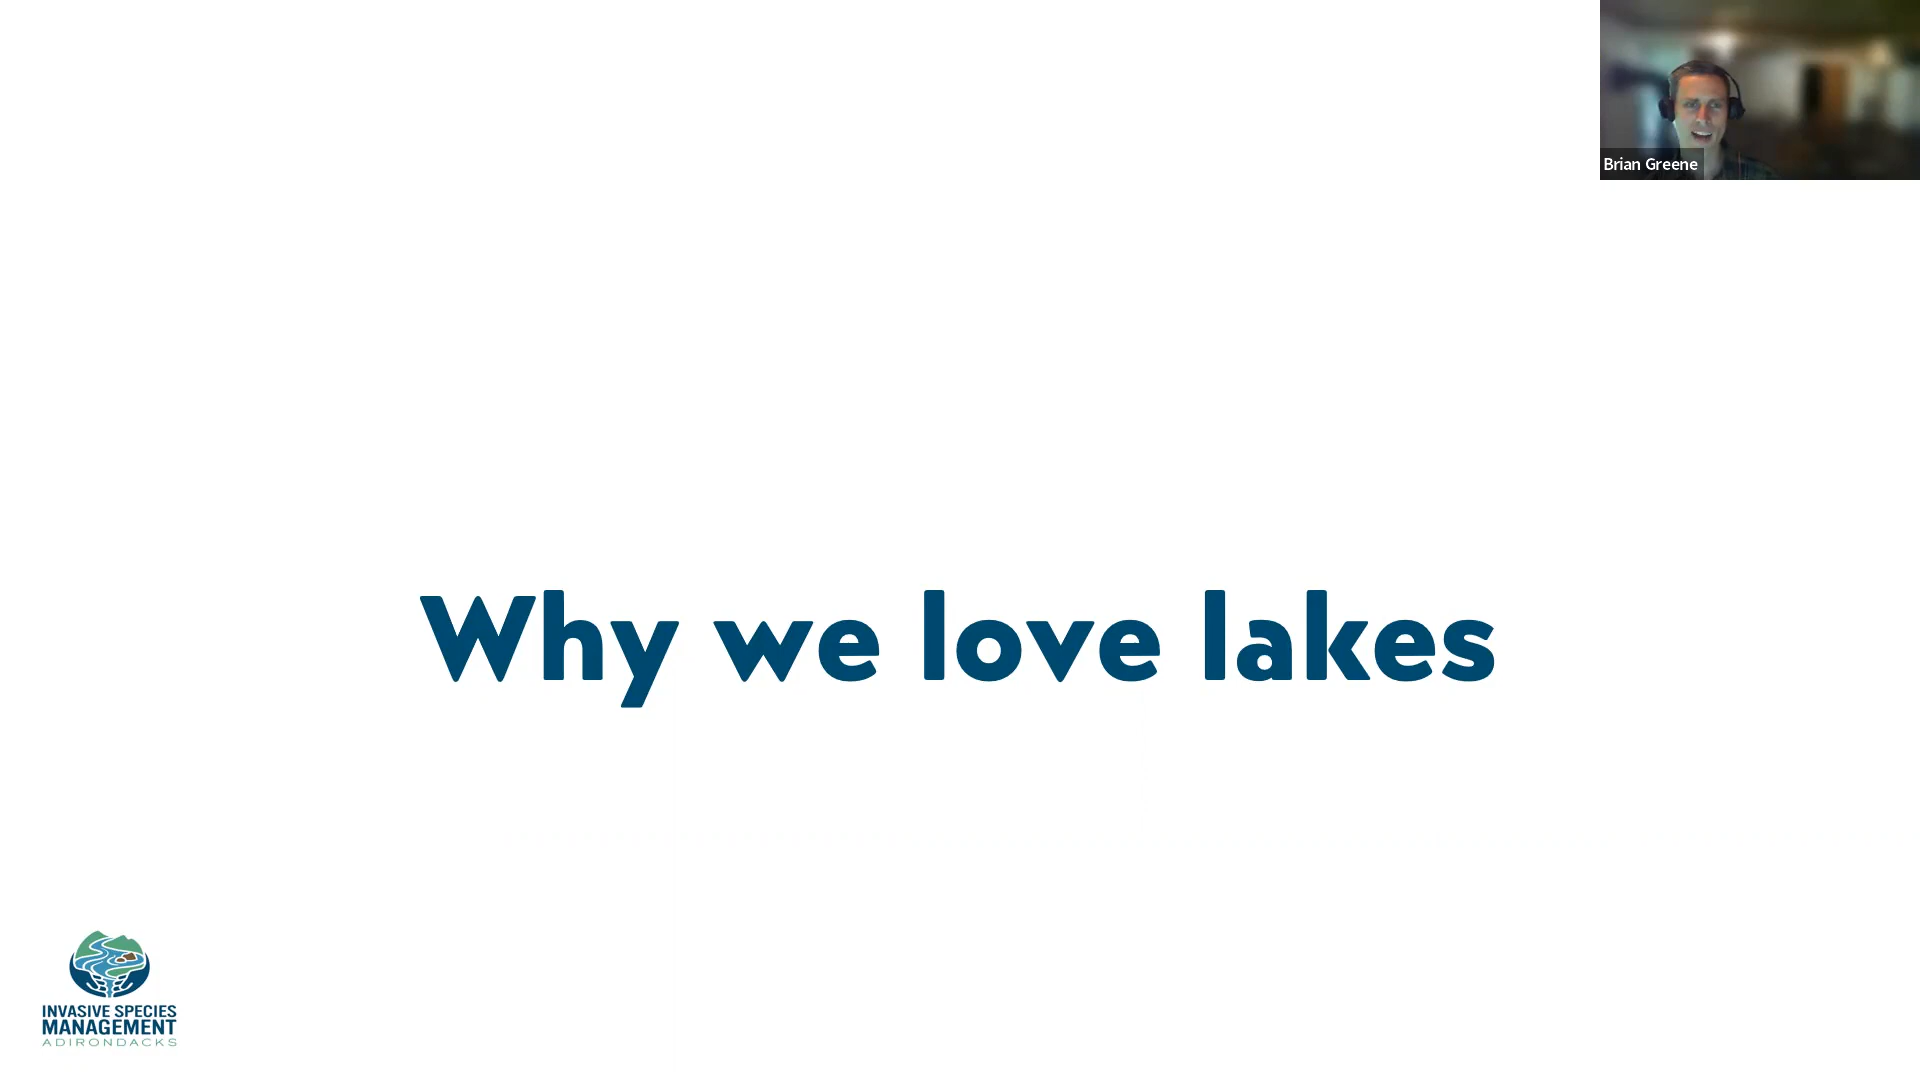 Brian Greene
Why we love lakes
INVASIVE SPECIES
MANAGEMENT
ADIRONDACKS